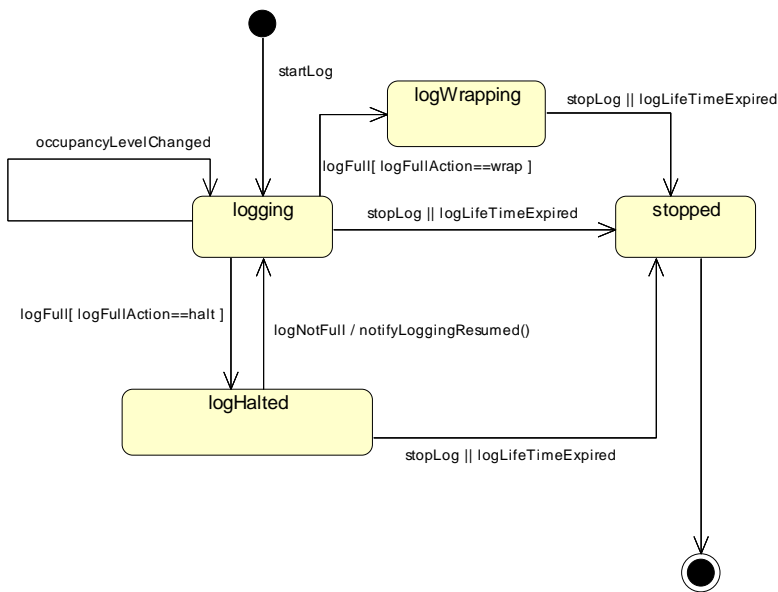 startLog
logWrapping
stopLog || logLifeTimeExpired
occupancyLevelChanged
logFull[ logFullAction==wrap ]
logging
stopLog || logLifeTimeExpired
stopped
logFull[ logFullAction==halt ]
logNotFull / notifyLoggingResumed()
logHalted
stopLog || logLifeTimeExpired